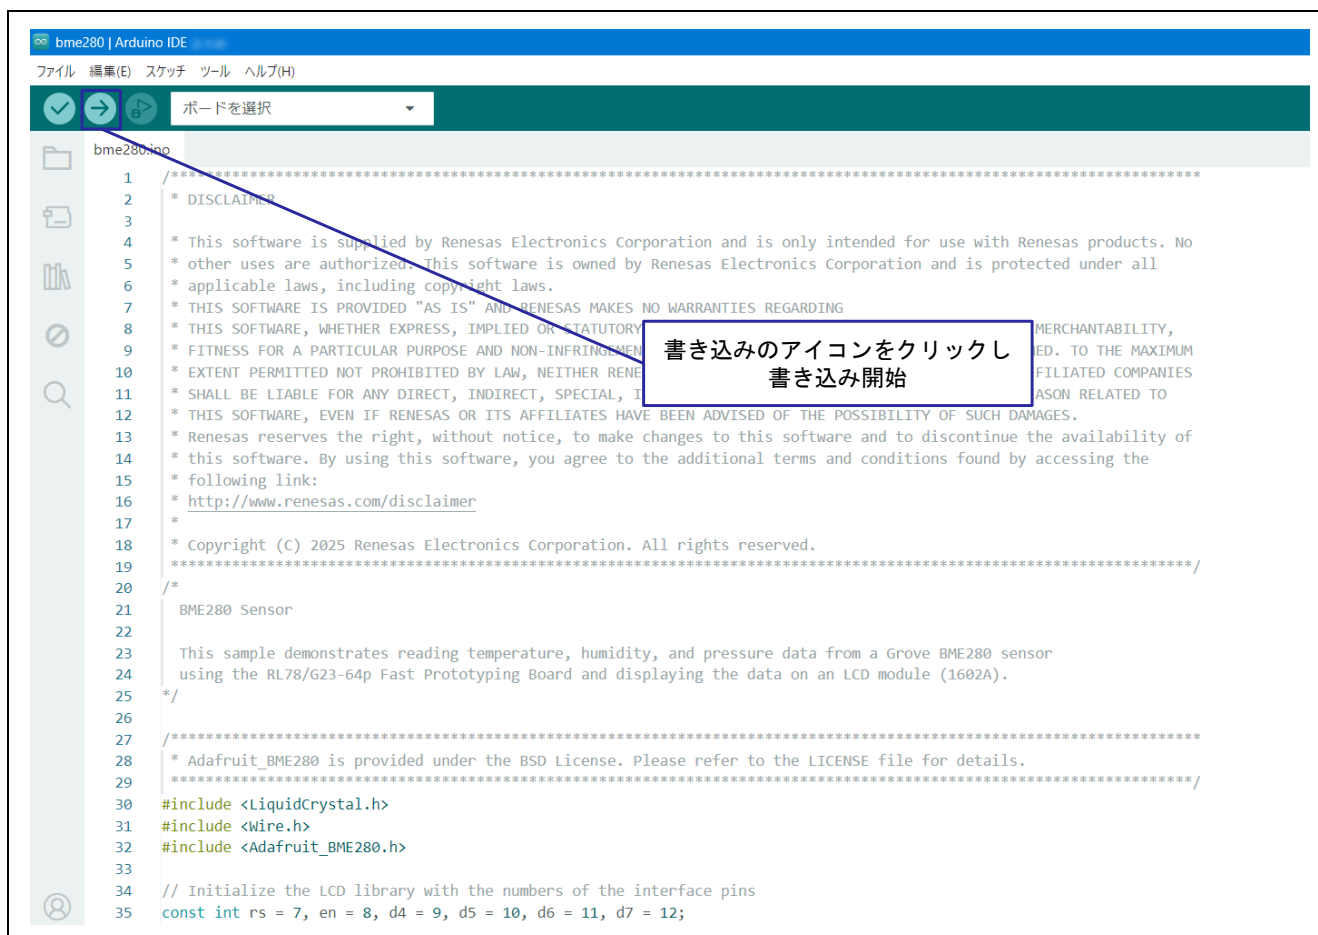 bme280 | Arduino IDE
ファイル 編集(E) スケッチ ツール ヘルプ(H)
ボードを選択
bme280.ino
1 /**********************************************************************************************************************
2 * DISCLAIMER
3
4 * This software is supplied by Renesas Electronics Corporation and is only intended for use with Renesas products. No
5 * other uses are authorized. This software is owned by Renesas Electronics Corporation and is protected under all
6 * applicable laws, including copyright laws.
7 * THIS SOFTWARE IS PROVIDED "AS IS" AND RENESAS MAKES NO WARRANTIES REGARDING
8 * THIS SOFTWARE, WHETHER EXPRESS, IMPLIED OR STATUTORY MERCHANTABILITY,
9 * FITNESS FOR A PARTICULAR PURPOSE AND NON-INFRINGEMEN ED. TO THE MAXIMUM
10 * EXTENT PERMITTED NOT PROHIBITED BY LAW, NEITHER RENE FILIATED COMPANIES
11 * SHALL BE LIABLE FOR ANY DIRECT, INDIRECT, SPECIAL, I ASON RELATED TO
書き込みのアイコンをクリックし
書き込み開始
12 * THIS SOFTWARE, EVEN IF RENESAS OR ITS AFFILIATES HAVE BEEN ADVISED OF THE POSSIBILITY OF SUCH DAMAGES.
13 * Renesas reserves the right, without notice, to make changes to this software and to discontinue the availability of
14 * this software. By using this software, you agree to the additional terms and conditions found by accessing the
15 * following link:
16 * http://www.renesas.com/disclaimer
17 *
18 * Copyright (C) 2025 Renesas Electronics Corporation. All rights reserved.
19 *********************************************************************************************************************/
20 /*
21 BME280 Sensor
22
23 This sample demonstrates reading temperature, humidity, and pressure data from a Grove BME280 sensor
24 using the RL78/G23-64p Fast Prototyping Board and displaying the data on an LCD module (1602A).
25 */
26
27 /**********************************************************************************************************************
28 * Adafruit_BME280 is provided under the BSD License. Please refer to the LICENSE file for details.
29 *********************************************************************************************************************/
30 #include <LiquidCrystal.h>
31 #include <Wire.h>
32 #include <Adafruit_BME280.h>
33
34 // Initialize the LCD library with the numbers of the interface pins
35 const int rs = 7, en = 8, d4 = 9, d5 = 10, d6 = 11, d7 = 12;